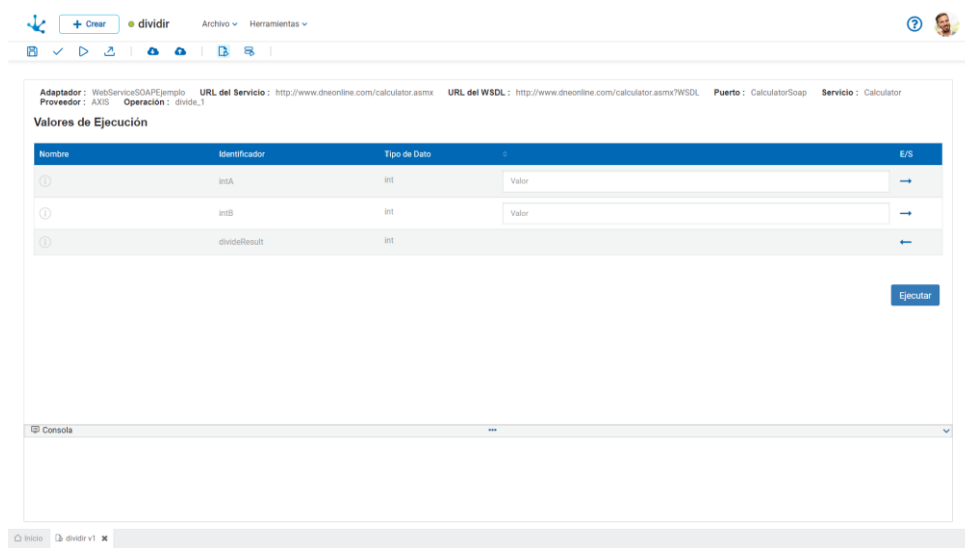 + Crear dividir Archivo Herramientas
Adaptador : WebServiceSOAPEjemplo URL del Servicio : http://www.dneonline.com/calculator.asmx URL del WSDL : http://www.dneonline.com/calculator.asmx?WSDL Puerto : CalculatorSoap Servicio : Calculator
Proveedor : AXIS Operación : divide_1
Valores de Ejecución
Nombre Identificador Tipo de Dato E/S
intA int Valor
intB int Valor
divideResult int
Ejecutar
Consola
Inicio dividir v1